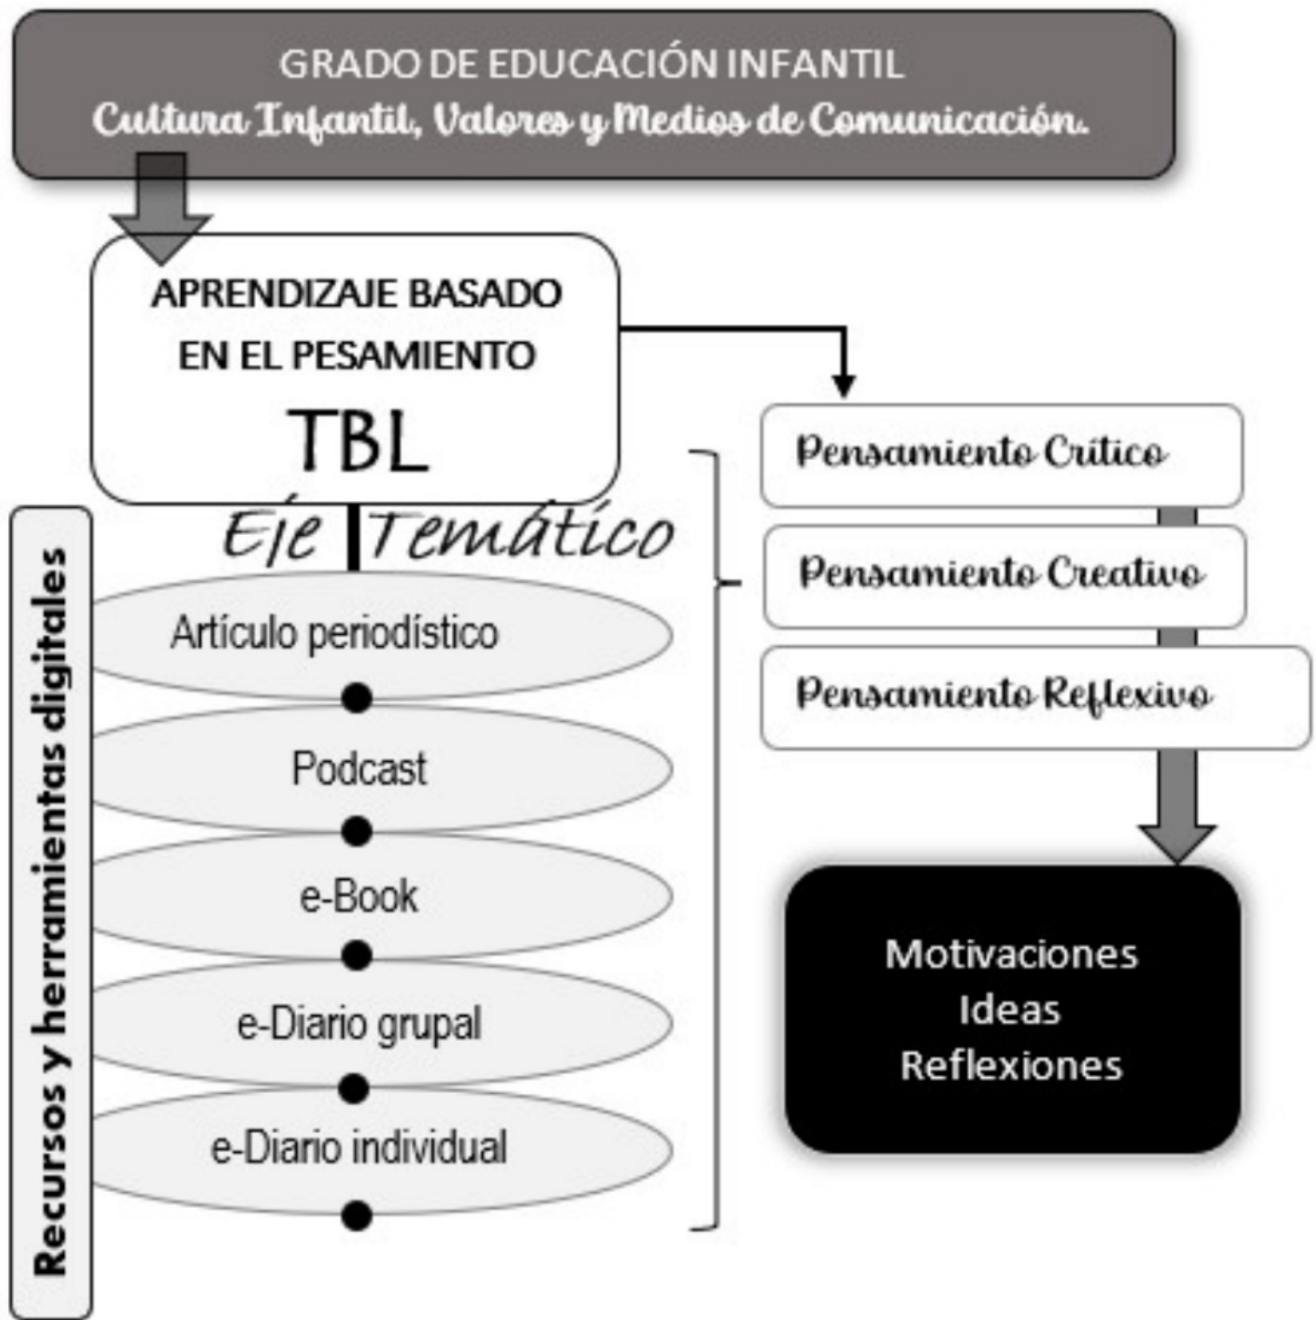 GRADO DE EDUCACIÓN INFANTIL
Cultura Infantil, Valores y Medios de Comunicación.
APRENDIZAJE BASADO
EN EL PESAMIENTO
TBL
Eje Temático
Recursos y herramientas digitales
Artículo periodístico
Podcast
e-Book
e-Diario grupal
e-Diario individual
Pensamiento Crítico
Pensamiento Creativo
Pensamiento Reflexivo
Motivaciones
Ideas
Reflexiones